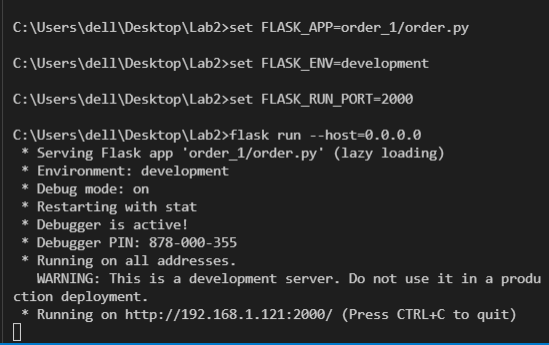 C:\Users\dell\Desktop\Lab2>set FLASK_APP=order_1/order.py
C:\Users\dell\Desktop\Lab2>set FLASK_ENV=development
C:\Users\dell\Desktop\Lab2>set FLASK_RUN_PORT=2000
C:\Users\dell\Desktop\Lab2>flask run --host=0.0.0.0
 * Serving Flask app 'order_1/order.py' (lazy loading)
 * Environment: development
 * Debug mode: on
 * Restarting with stat
 * Debugger is active!
 * Debugger PIN: 878-000-355
 * Running on all addresses.
   WARNING: This is a development server. Do not use it in a produ
ction deployment.
 * Running on http://192.168.1.121:2000/ (Press CTRL+C to quit)